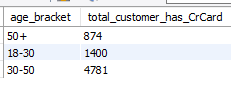 age_bracket total_customer_has_CrCard
50+ 874
18-30 1400
30-50 4781